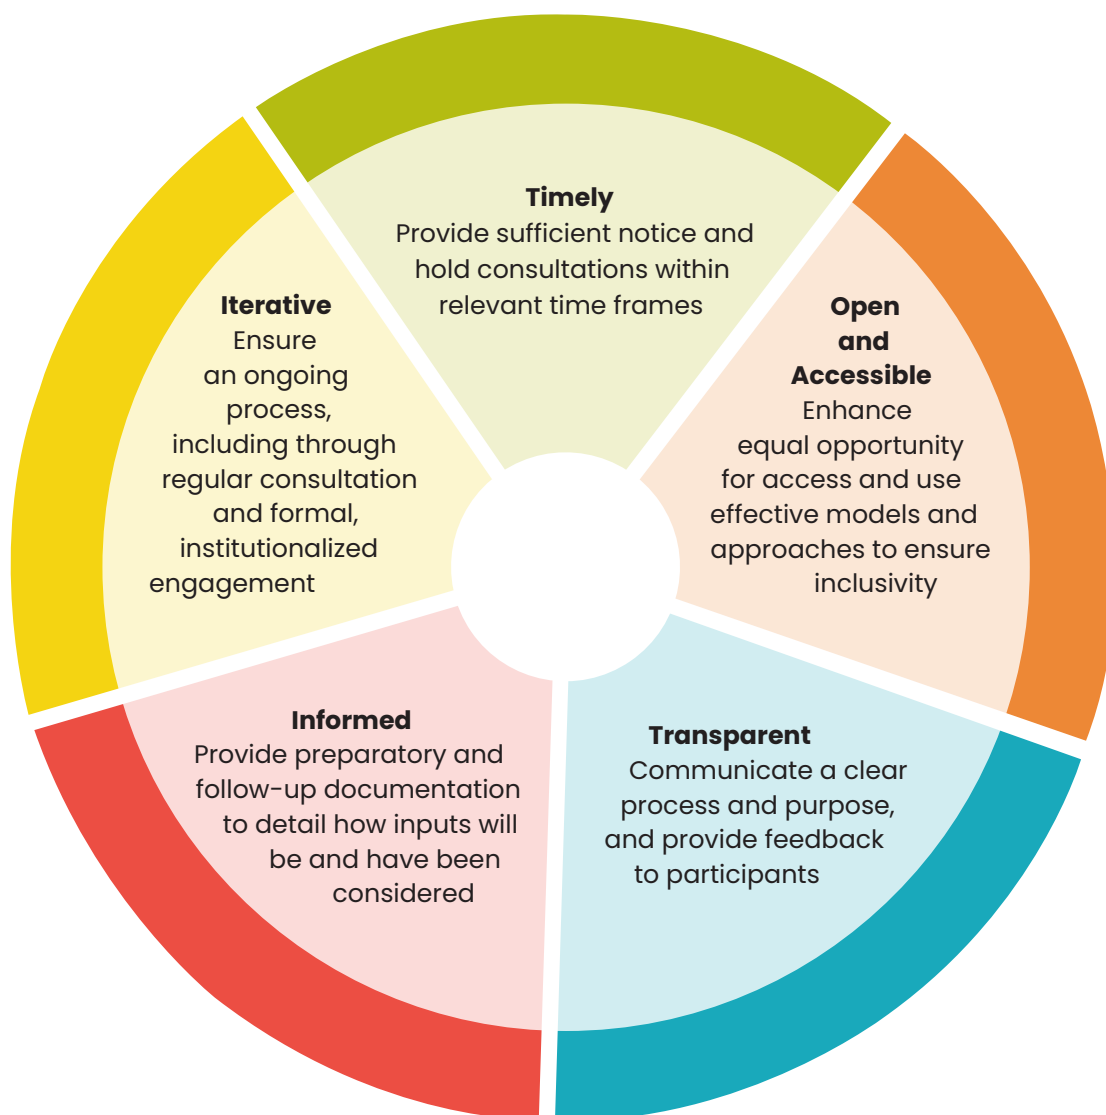 Timely
Provide sufficient notice and
hold consultations within
relevant time frames
Open
and
Accessible
Enhance
equal opportunity
for access and use
effective models and
approaches to ensure
inclusivity
Transparent
Communicate a clear
process and purpose,
and provide feedback
to participants
Informed
Provide preparatory and
follow-up documentation
to detail how inputs will
be and have been
considered
Iterative
Ensure
an ongoing
process,
including through
regular consultation
and formal,
institutionalized
engagement